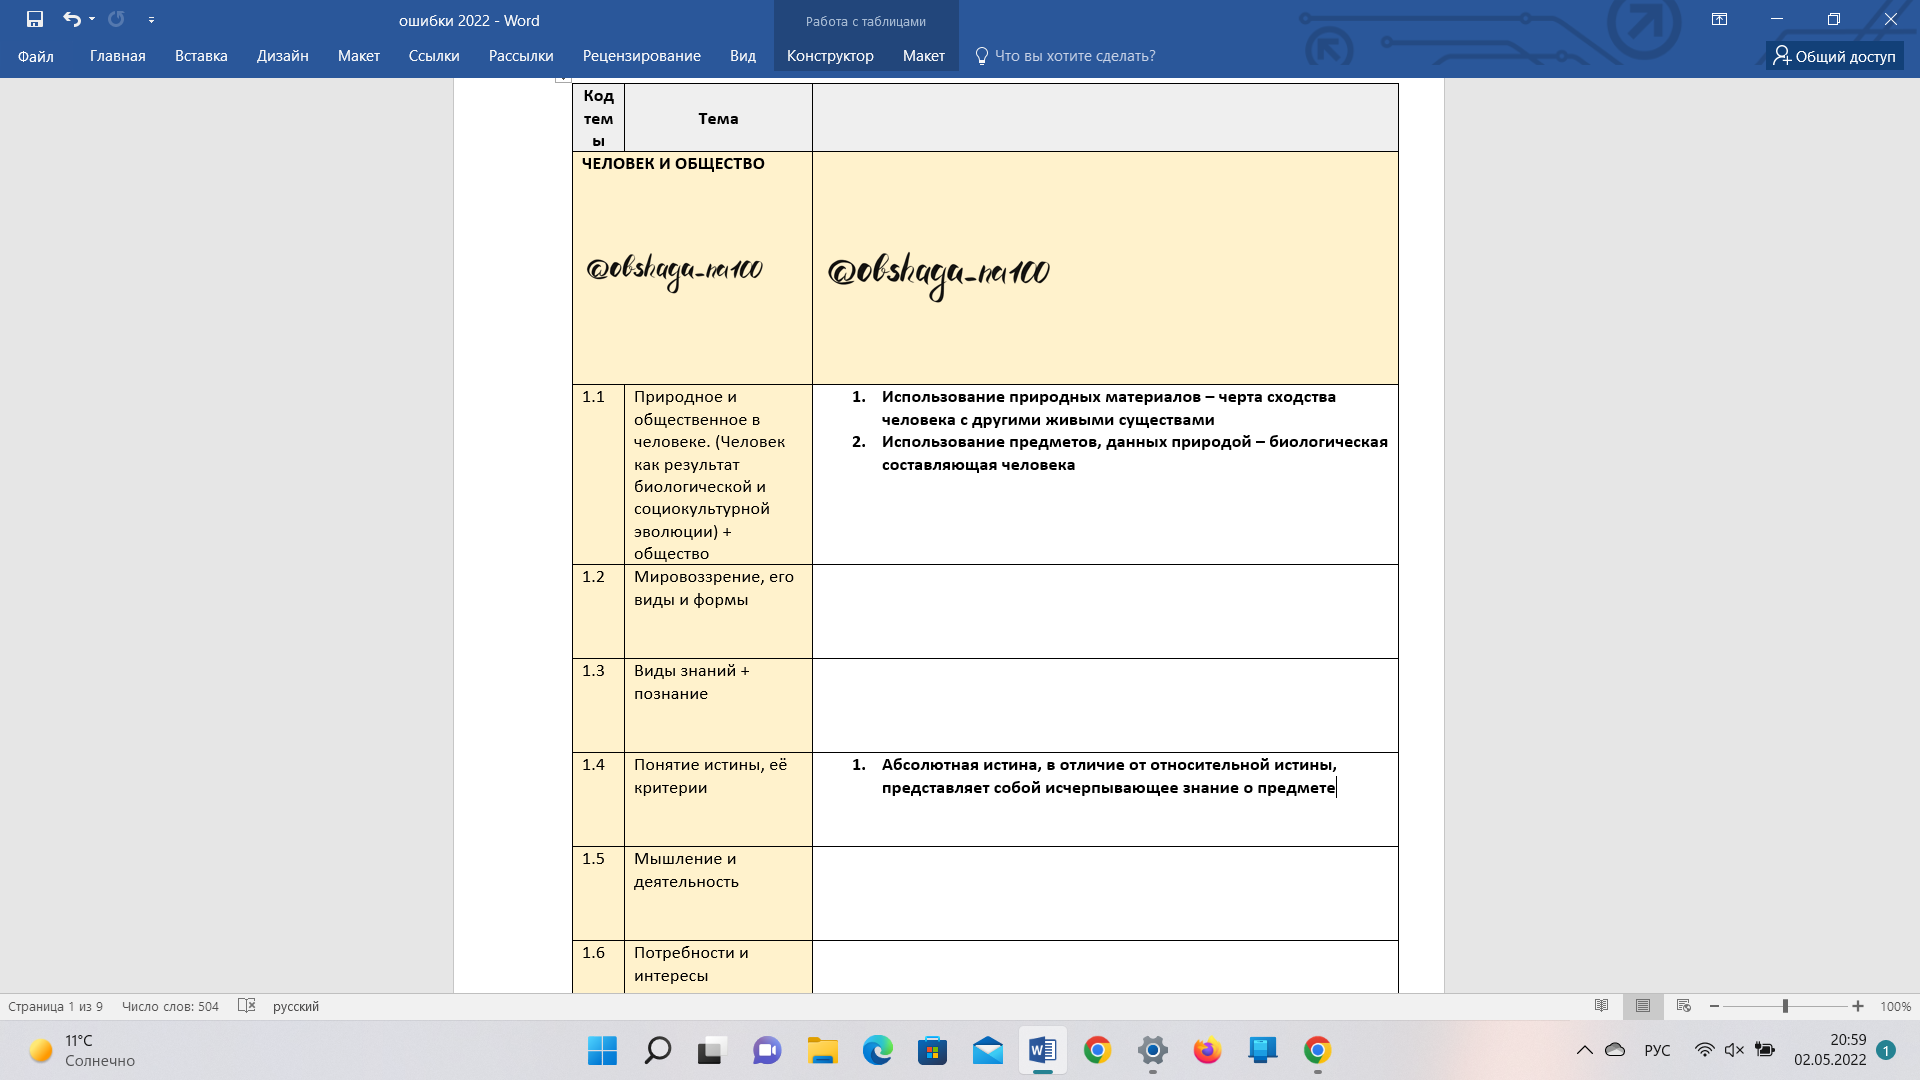 ошибки 2022 - Word
Работа с таблицами
Файл Главная Вставка Дизайн Макет Ссылки Рассылки Рецензирование Вид Конструктор Макет Что вы хотите сделать? Общий доступ
Код
тем
ы
Тема
ЧЕЛОВЕК И ОБЩЕСТВО
@obshaga_na100
@obshaga_na100
1.1
Природное и
общественное в
человеке. (Человек
как результат
биологической и
социокультурной
эволюции) +
общество
1. Использование природных материалов – черта сходства
человека с другими живыми существами
2. Использование предметов, данных природой – биологическая
составляющая человека
1.2
Мировоззрение, его
виды и формы
1.3
Виды знаний +
познание
1.4
Понятие истины, её
критерии
1. Абсолютная истина, в отличие от относительной истины,
представляет собой исчерпывающее знание о предмете
1.5
Мышление и
деятельность
1.6
Потребности и
интересы
Страница 1 из 9 Число слов: 504 русский 100%
11°C
Солнечно
РУС
20:59
02.05.2022
1